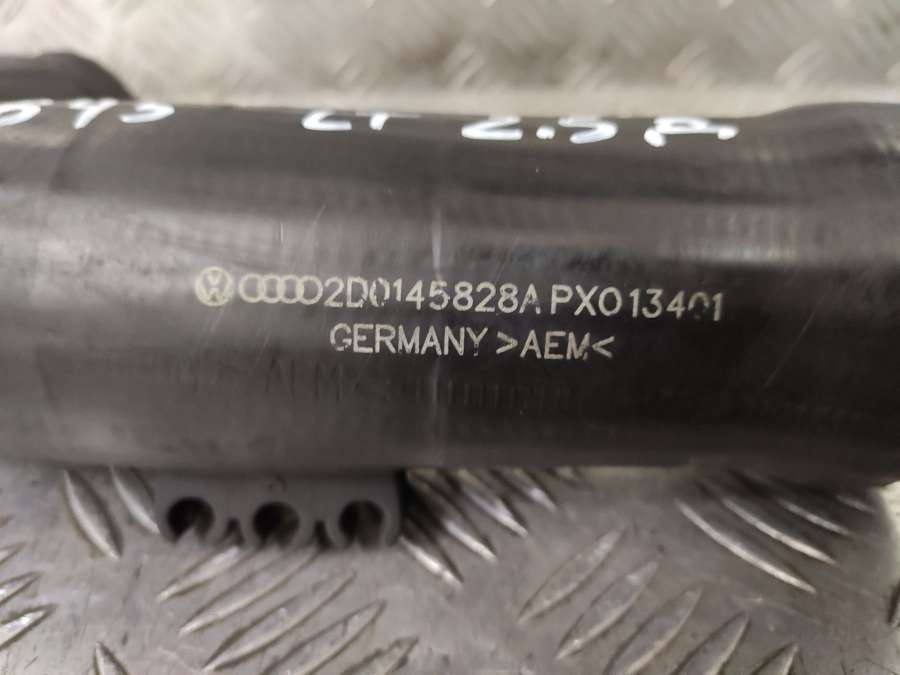 LT 2.5
2D0145828A PX013401
GERMANY >AEM<